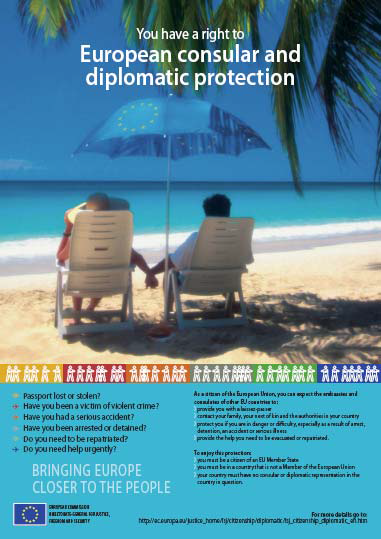 You have a right to
European consular and
diplomatic protection
Passport lost or stolen?
Have you been a victim of violent crime?
Have you had a serious accident?
Have you been arrested or detained?
Do you need to be repatriated?
Do you need help urgently?
BRINGING EUROPE
CLOSER TO THE PEOPLE
EUROPEAN COMMISSION
DIRECTORATE-GENERAL FOR JUSTICE,
FREEDOM AND SECURITY
As a citizen of the European Union, you can expect the embassies and
consulates of other EU countries to:
provide you with a laissez-passer
contact your family, your next of kin and the authorities in your country
protect you if you are in danger or difficulty, especially as a result of arrest,
detention, an accident or serious illness
provide the help you need to be evacuated or repatriated.
To enjoy this protection:
you must be a citizen of an EU Member State
you must be in a country that is not a Member of the European Union
your country must have no consular or diplomatic representation in the
country in question.
For more details go to:
http://ec.europa.eu/justice_home/fsj/citizenship/diplomatic/fsj_citizenship_diplomatic_en.htm